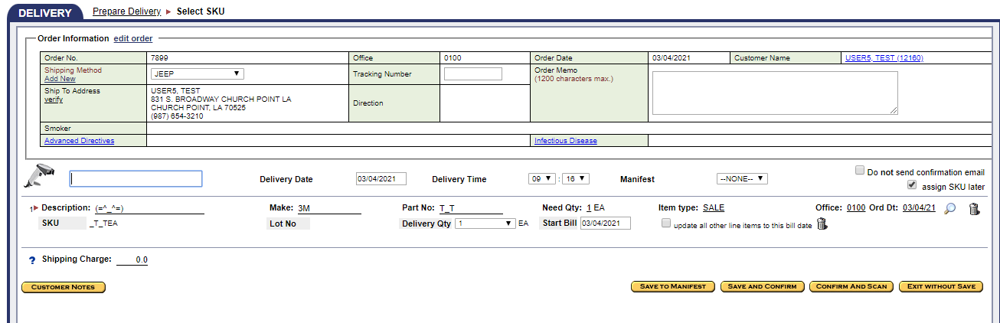 DELIVERY Prepare Delivery ► Select SKU
Order Information edit order
Order No. 7899 Office 0100 Order Date 03/04/2021 Customer Name USER5, TEST (12160)
Shipping Method JEEP Tracking Number Order Memo
Add New (1200 characters max.)
Ship To Address USER5, TEST
verify 831 S. BROADWAY CHURCH POINT LA Direction
CHURCH POINT, LA 70525
(987) 654-3210
Smoker
Advanced Directives Infectious Disease
Do not send confirmation email
Delivery Date 03/04/2021 Delivery Time 09 : 16 Manifest --NONE--
assign SKU later
1 Description: (=^_^=) Make: 3M Part No: T_T Need Qty: 1 EA Item type: SALE Office: 0100 Ord Dt: 03/04/21
SKU _T_TEA Lot No Delivery Qty 1 EA Start Bill 03/04/2021 update all other line items to this bill date
? Shipping Charge: 0.0
CUSTOMER NOTES SAVE TO MANIFEST SAVE AND CONFIRM CONFIRM AND SCAN EXIT WITHOUT SAVE